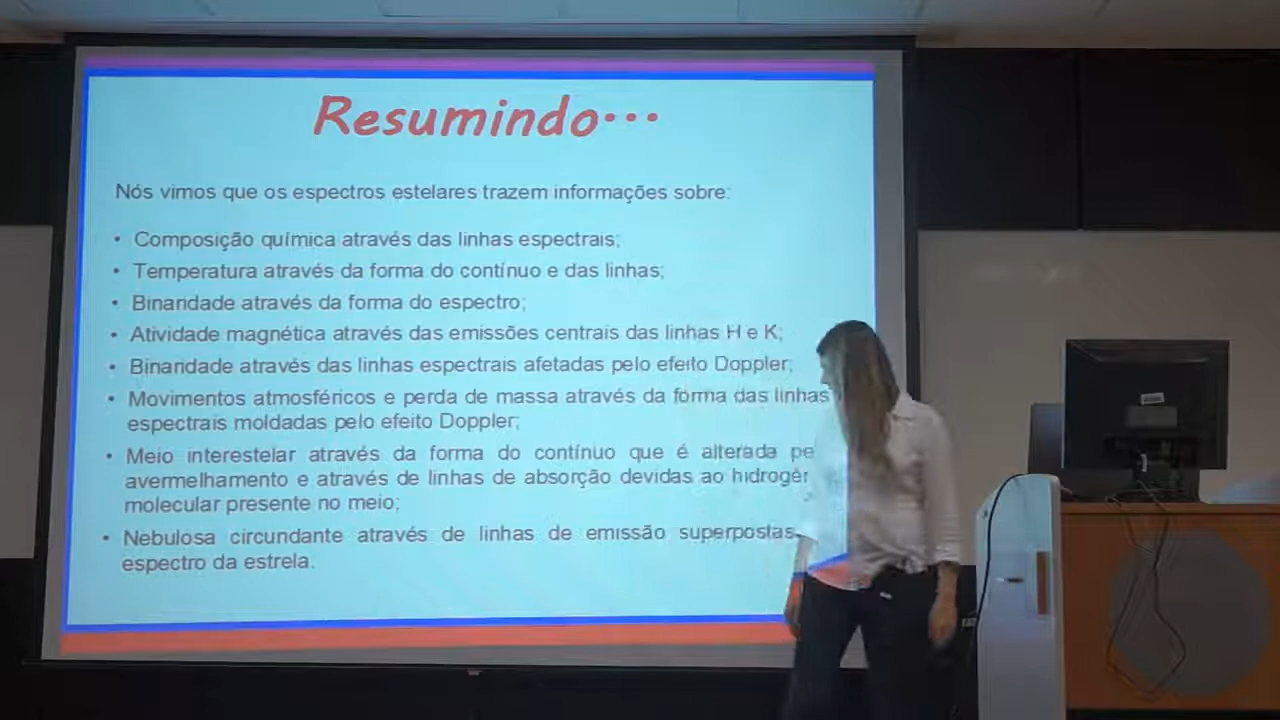 Resumindo...
Nós vimos que os espectros estelares trazem informações sobre:
• Composição química através das linhas espectrais;
• Temperatura através da forma do contínuo e das linhas;
• Binaridade através da forma do espectro;
• Atividade magnética através das emissões centrais das linhas H e K;
• Binaridade através das linhas espectrais afetadas pelo efeito Doppler;
• Movimentos atmosféricos e perda de massa através da forma das linhas
espectrais moldadas pelo efeito Doppler;
• Meio interestelar através da forma do contínuo que é alterada
avermelhamento e através de linhas de absorção devidas ao
molecular presente no meio;
• Nebulosa circundante através de linhas de emissão superpostas
espectro da estrela.